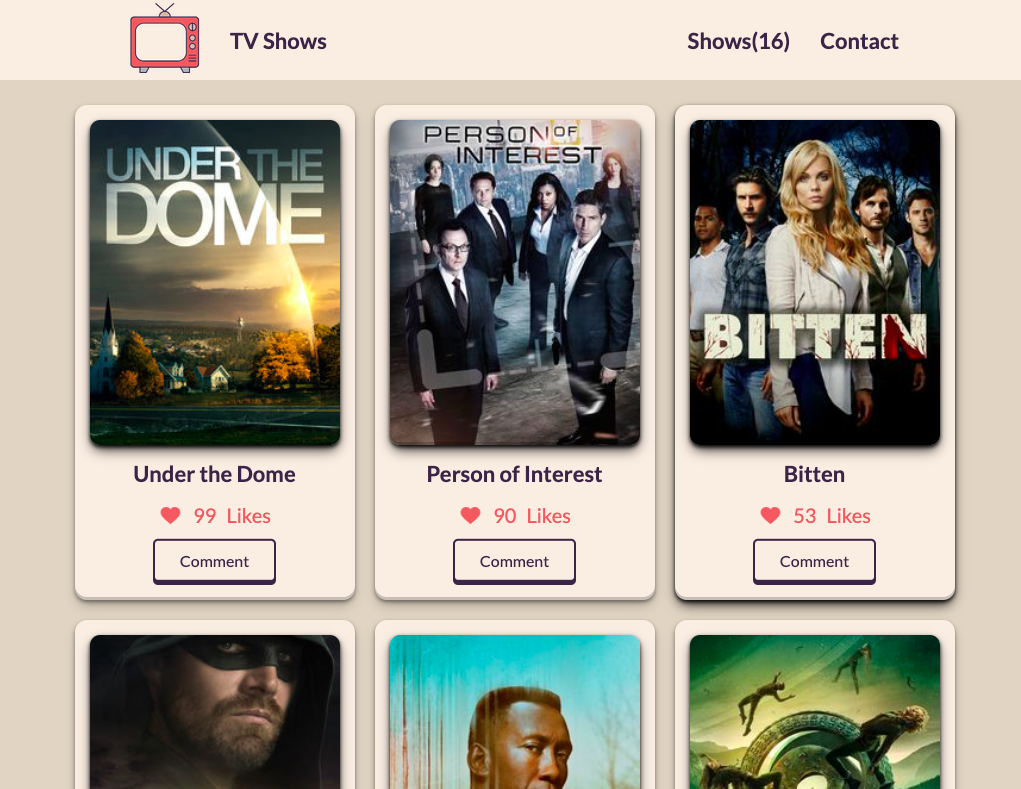 TV Shows
Shows(16)
Contact
UNDER THE
DOME
PERSON OF
INTEREST
BITTEN
Under the Dome
Person of Interest
Bitten
99 Likes
90 Likes
53 Likes
Comment
Comment
Comment